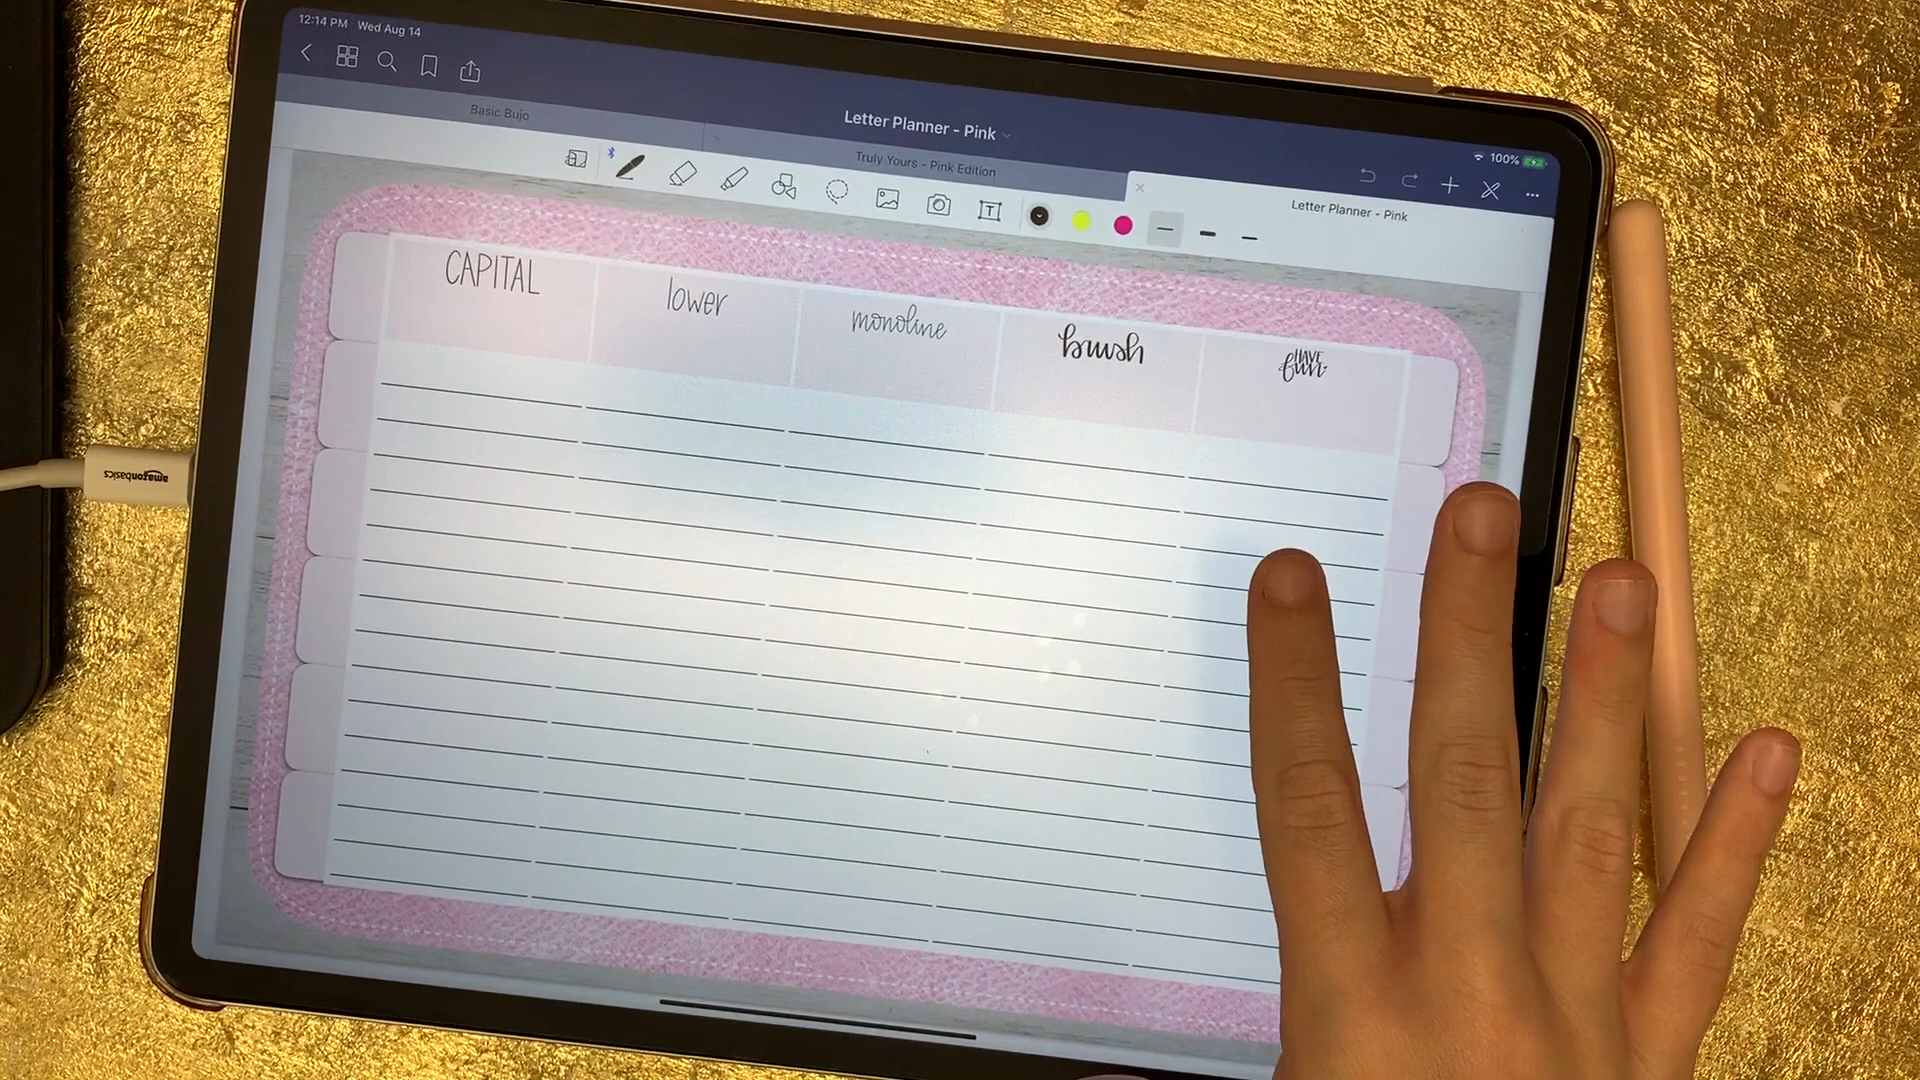 12:14 PM Wed Aug 14
100%
Letter Planner - Pink
Basic Bujo
Truly Yours - Pink Edition
Letter Planner - Pink
T
CAPITAL
lower
monoline
brush
HAVE
fun
amazonbasics